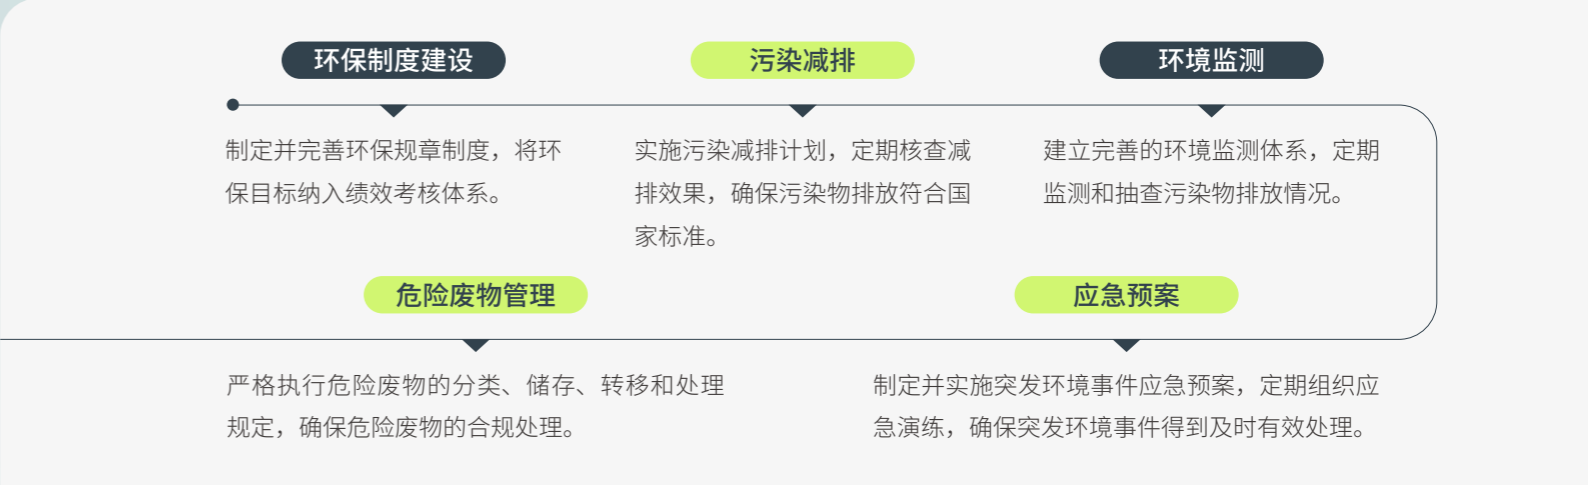 环保制度建设
制定并完善环保规章制度，将环
保目标纳入绩效考核体系。
污染减排
实施污染减排计划，定期核查减
排效果，确保污染物排放符合国
家标准。
环境监测
建立完善的环境监测体系，定期
监测和抽查污染物排放情况。
危险废物管理
严格执行危险废物的分类、储存、转移和处理
规定，确保危险废物的合规处理。
应急预案
制定并实施突发环境事件应急预案，定期组织应
急演练，确保突发环境事件得到及时有效处理。